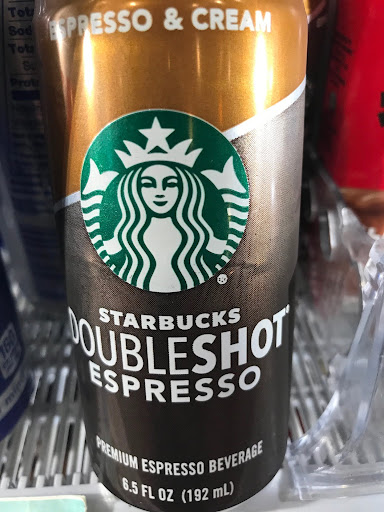 ESPRESSO & CREAM
STARBUCKS
DOUBLESHOT®
ESPRESSO
PREMIUM ESPRESSO BEVERAGE
6.5 FL OZ (192 mL)